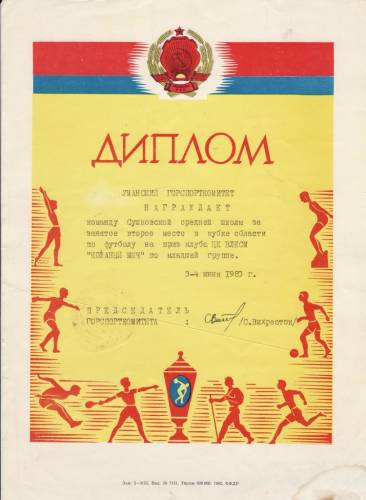 ДИПЛОМ
УМАНСКИЙ ГОРСПОРТКОМИТЕТ
НАГРАЖДАЕТ
команду Сушковской средней школы за
занятое второе место в кубке области
по футболу на приз клуба ЦК ВЛКСМ
"КОЖАНЫЙ МЯЧ" по младшей группе.
3-4 июня 1983 г.
ПРЕДСЕДАТЕЛЬ
ГОРСПОРТКОМИТЕТА : /С.Вихрестюк/